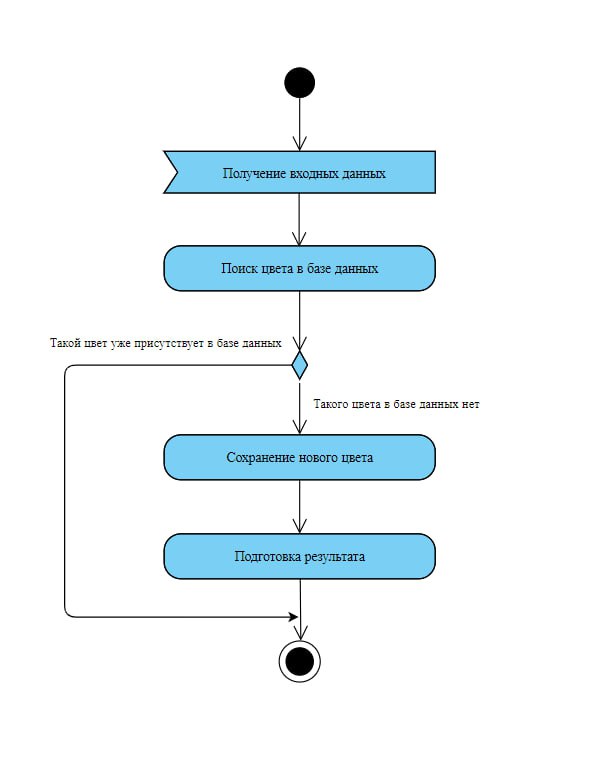 Получение входных данных
Поиск цвета в базе данных
Такой цвет уже присутствует в базе данных
Такого цвета в базе данных нет
Сохранение нового цвета
Подготовка результата